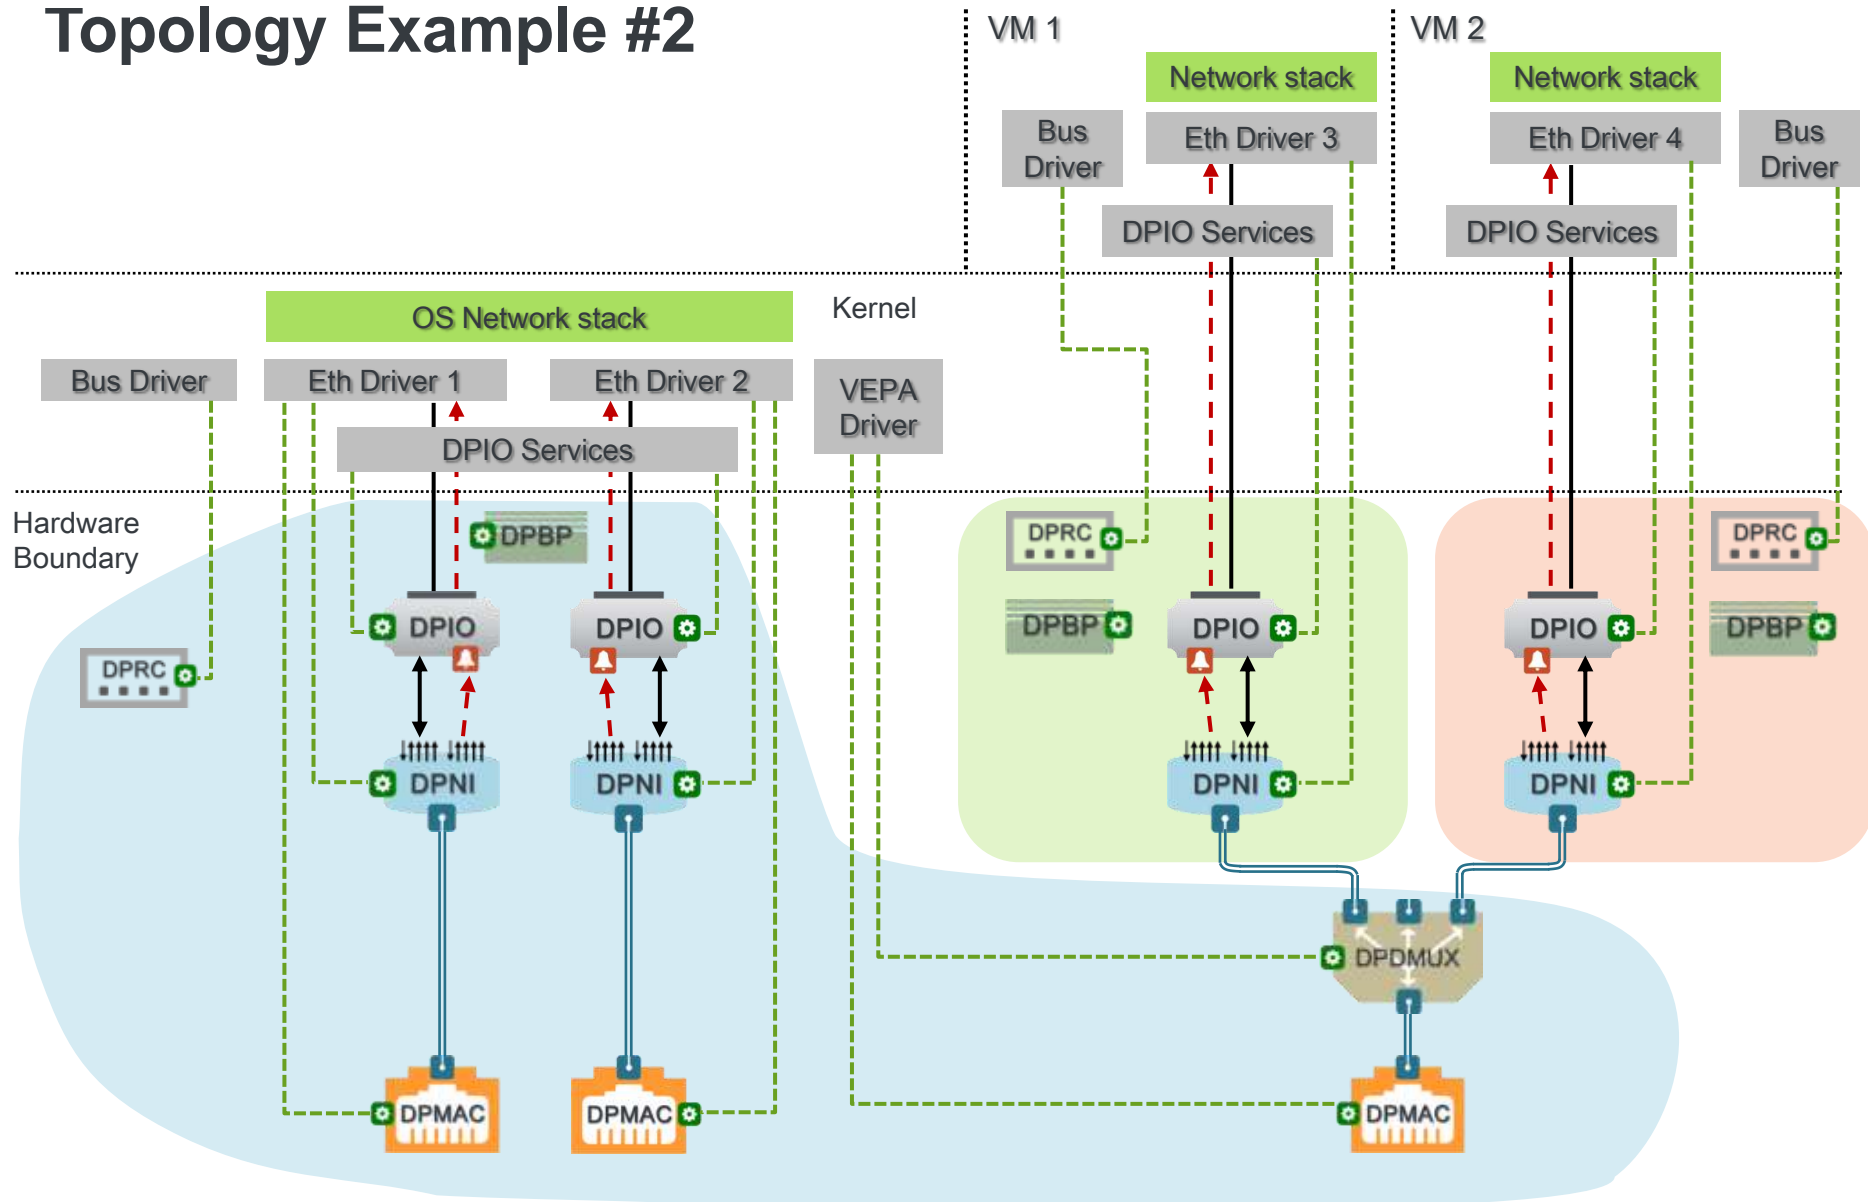 Topology Example #2
VM 1
VM 2
Network stack
Network stack
Bus
Driver
Eth Driver 3
Eth Driver 4
Bus
Driver
DPIO Services
DPIO Services
OS Network stack
Kernel
Bus Driver
Eth Driver 1
Eth Driver 2
VEPA
Driver
DPIO Services
Hardware
Boundary
DPBP
DPRC
DPRC
DPIO
DPIO
DPBP
DPIO
DPIO
DPBP
DPRC
DPNI
DPNI
DPNI
DPNI
DPDMUX
DPMAC
DPMAC
DPMAC